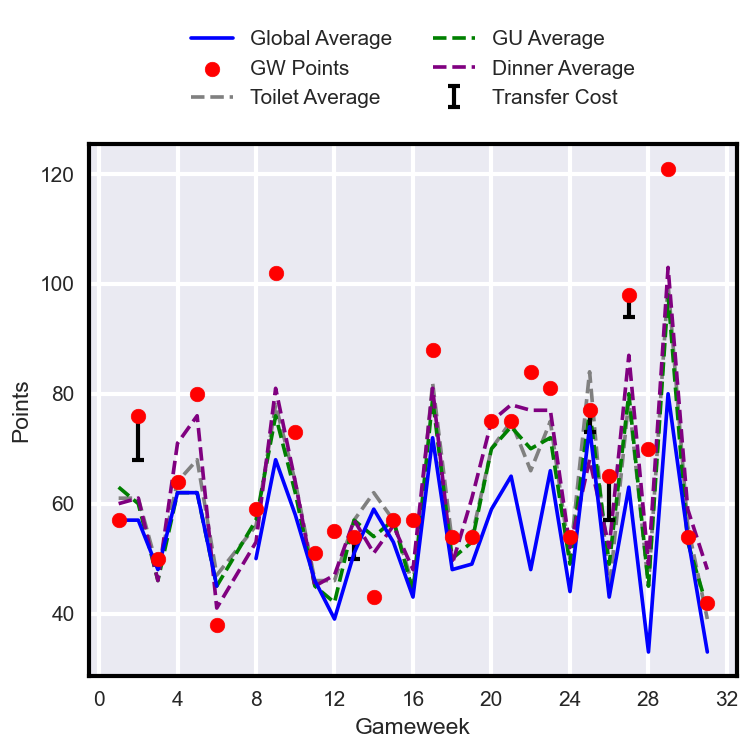 Global Average GU Average
GW Points Dinner Average
Toilet Average Transfer Cost
120
100
80
60
40
Points
0 4 8 12 16 20 24 28 32
Gameweek